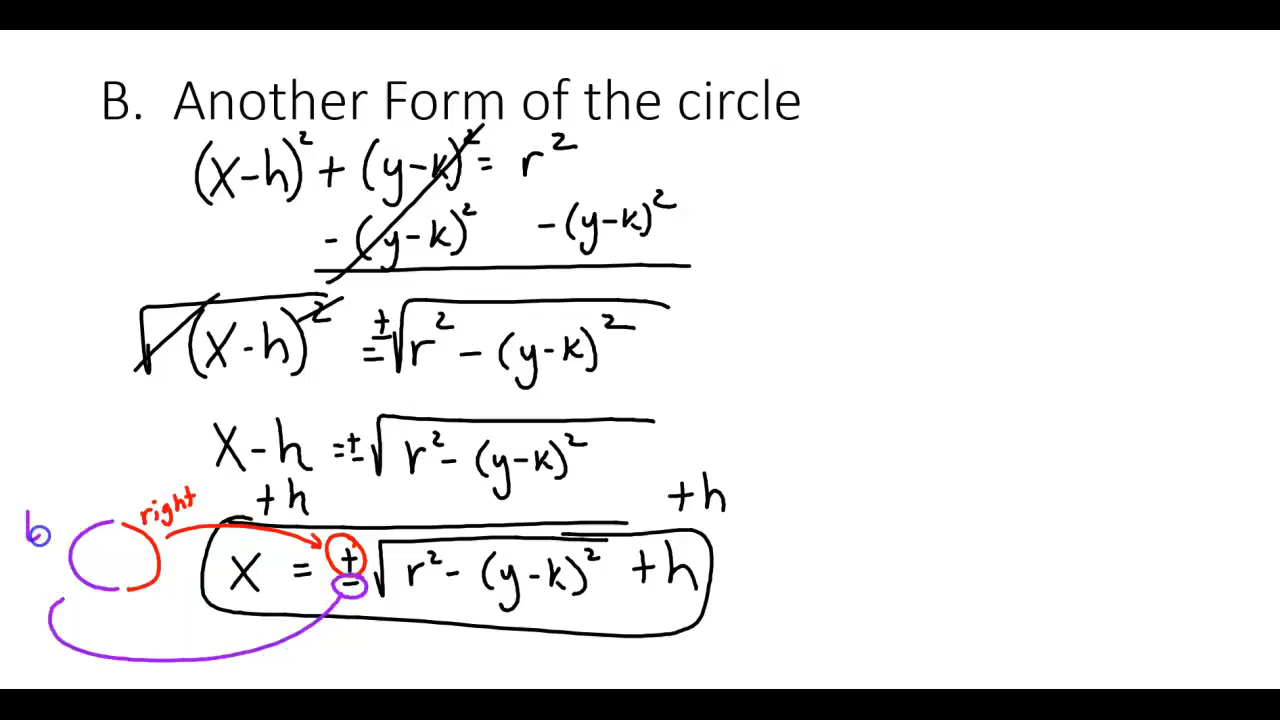 B. Another Form of the circle
(x-h)² + (y-k)² = r²
- (y-k)² - (y-k)²
√(x-h)² = ±√r² - (y-k)²
x-h = ±√r² - (y-k)²
+h +h
right
x = ±√r² - (y-k)² + h